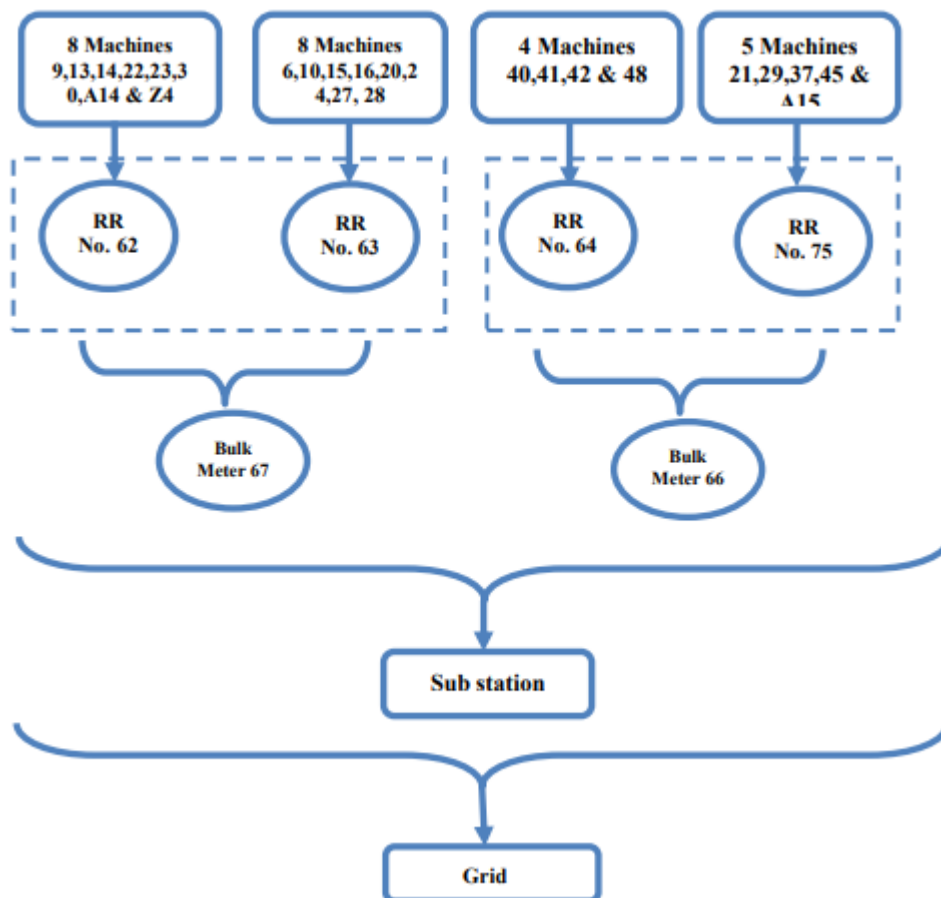 8 Machines
9,13,14,22,23,3
0,A14 & Z4
8 Machines
6,10,15,16,20,2
4,27, 28
4 Machines
40,41,42 & 48
5 Machines
21,29,37,45 &
A15
RR
No. 62
RR
No. 63
RR
No. 64
RR
No. 75
Bulk
Meter 67
Bulk
Meter 66
Sub station
Grid